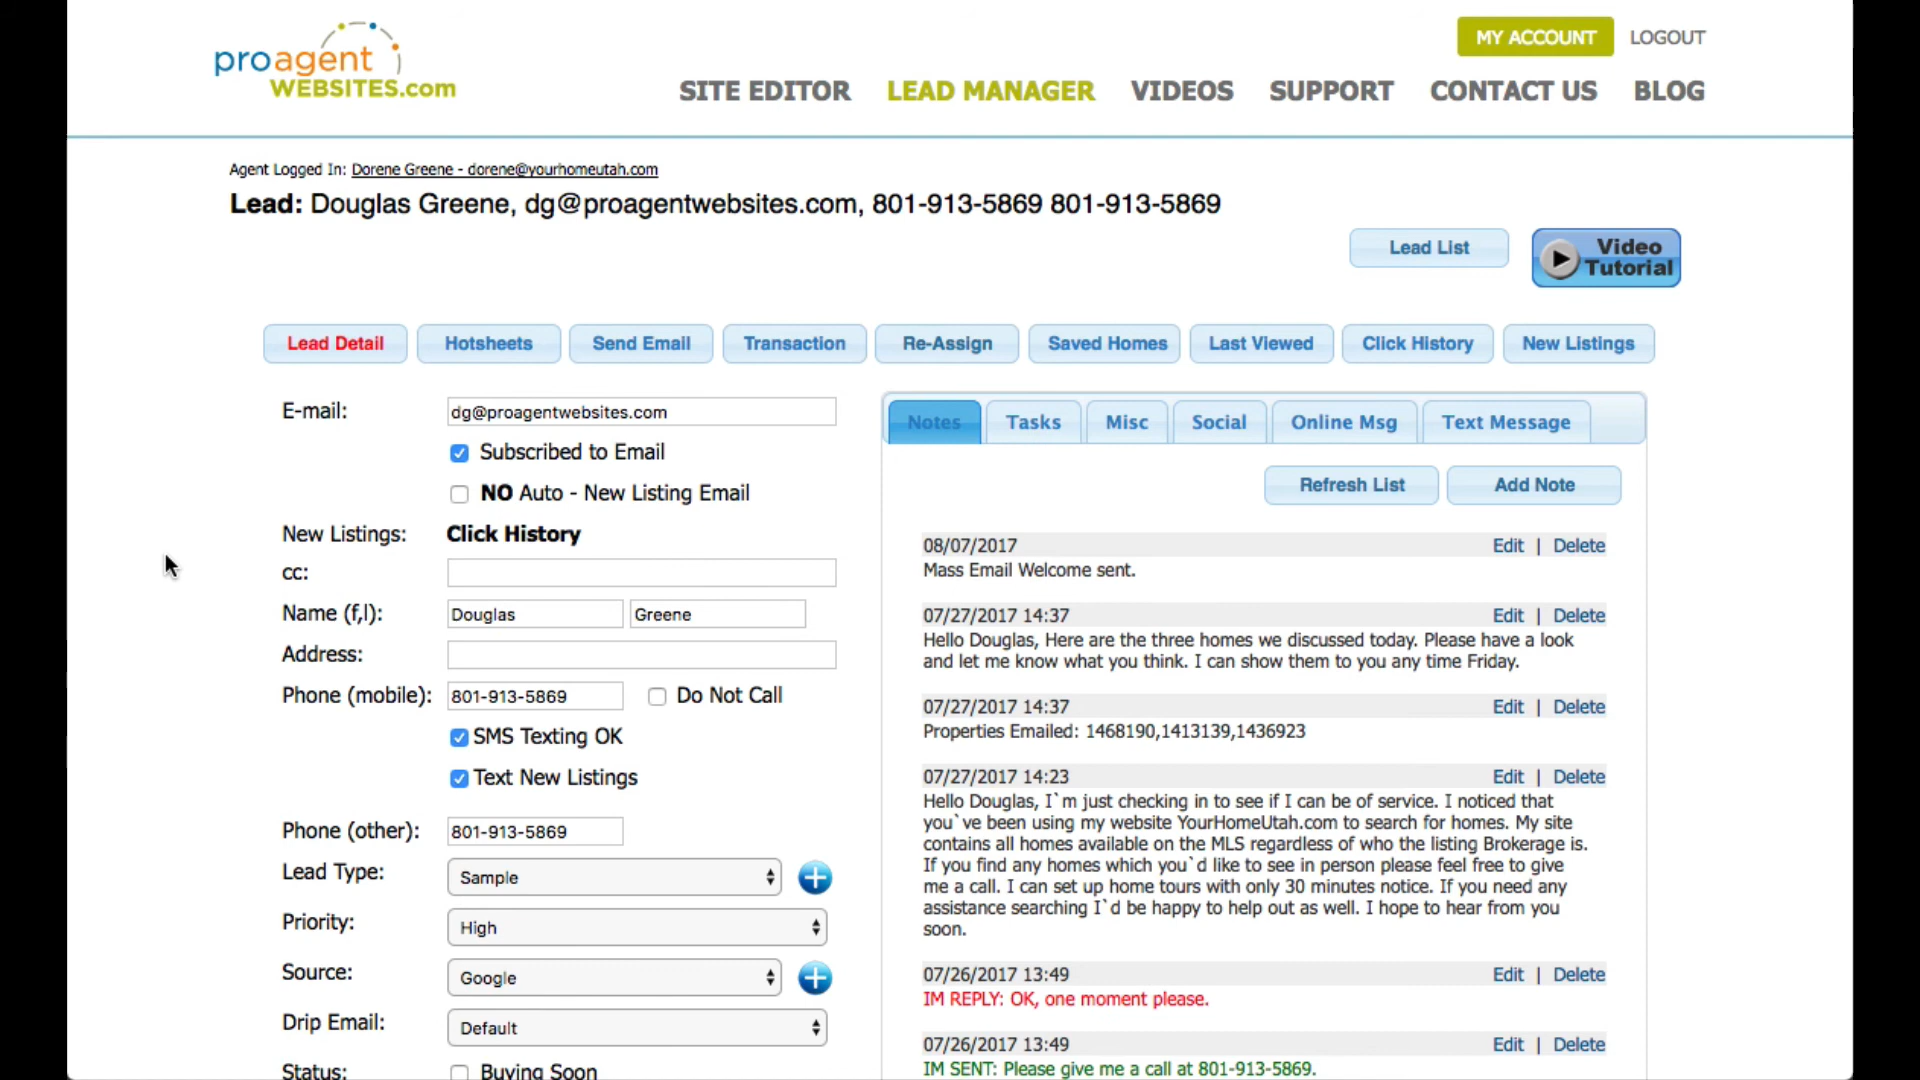 proagent
WEBSITES.com
MY ACCOUNT LOGOUT
SITE EDITOR LEAD MANAGER VIDEOS SUPPORT CONTACT US BLOG
Agent Logged In: Dorene Greene - dorene@yourhomeutah.com
Lead: Douglas Greene, dg@proagentwebsites.com, 801-913-5869 801-913-5869
Lead List
Video
Tutorial
Lead Detail Hotsheets Send Email Transaction Re-Assign Saved Homes Last Viewed Click History New Listings
E-mail: dg@proagentwebsites.com
Subscribed to Email
NO Auto - New Listing Email
New Listings: Click History
cc:
Name (f,l): Douglas Greene
Address:
Phone (mobile): 801-913-5869 Do Not Call
SMS Texting OK
Text New Listings
Phone (other): 801-913-5869
Lead Type: Sample
Priority: High
Source: Google
Drip Email: Default
Status: Buying Soon
Notes Tasks Misc Social Online Msg Text Message
Refresh List Add Note
08/07/2017 Edit | Delete
Mass Email Welcome sent.
07/27/2017 14:37 Edit | Delete
Hello Douglas, Here are the three homes we discussed today. Please have a look
and let me know what you think. I can show them to you any time Friday.
07/27/2017 14:37 Edit | Delete
Properties Emailed: 1468190,1413139,1436923
07/27/2017 14:23 Edit | Delete
Hello Douglas, I`m just checking in to see if I can be of service. I noticed that
you`ve been using my website YourHomeUtah.com to search for homes. My site
contains all homes available on the MLS regardless of who the listing Brokerage is.
If you find any homes which you`d like to see in person please feel free to give
me a call. I can set up home tours with only 30 minutes notice. If you need any
assistance searching I`d be happy to help out as well. I hope to hear from you
soon.
07/26/2017 13:49 Edit | Delete
IM REPLY: OK, one moment please.
07/26/2017 13:49 Edit | Delete
IM SENT: Please give me a call at 801-913-5869.